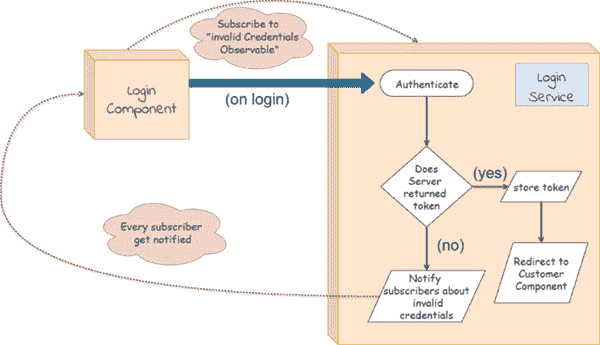 Subscribe to
"invalid Credentials
Observable"
Login
Component
(on login)
Authenticate
Login
Service
Does
Server
returned
token
(yes)
store token
(no)
Redirect to
Customer
Component
Notify
subscribers about
invalid
credentials
Every subscriber
get notified